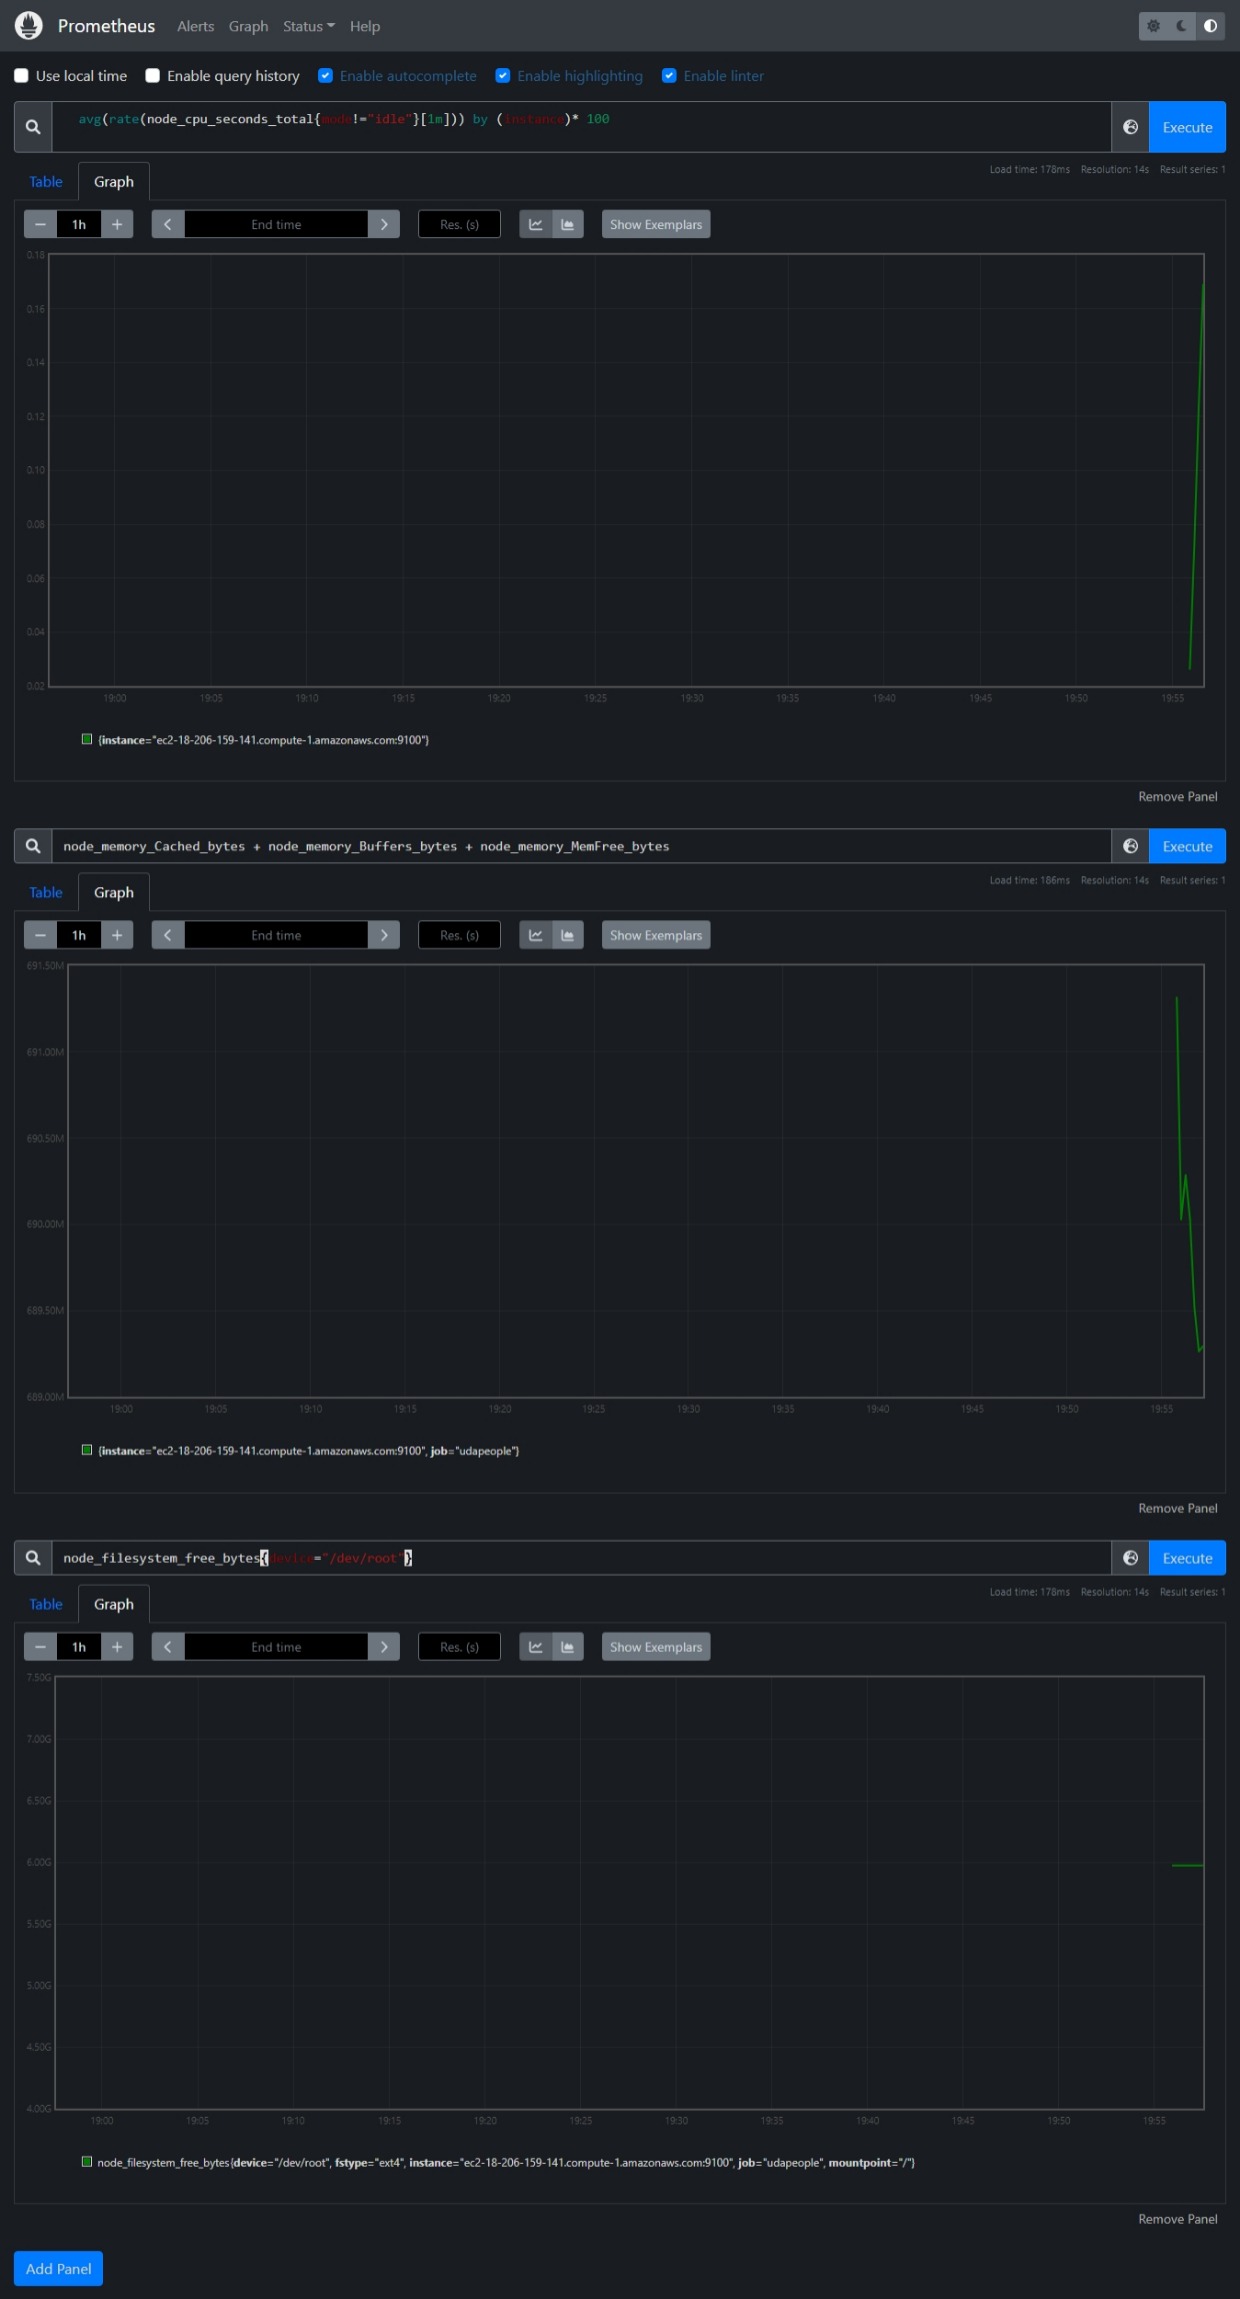 Prometheus Alerts Graph Status Help
Use local time Enable query history Enable autocomplete Enable highlighting Enable linter
avg(rate(node_cpu_seconds_total{mode!="idle"}[1m])) by (instance)* 100
Execute
Load time: 178ms Resolution: 14s Result series: 1
Table Graph
− 1h + End time Res. (s) Show Exemplars
0.18
0.16
0.14
0.12
0.10
0.08
0.06
0.04
0.02
19:00 19:05 19:10 19:15 19:20 19:25 19:30 19:35 19:40 19:45 19:50 19:55
{instance="ec2-18-206-159-141.compute-1.amazonaws.com:9100"}
Remove Panel
node_memory_Cached_bytes + node_memory_Buffers_bytes + node_memory_MemFree_bytes
Execute
Load time: 186ms Resolution: 14s Result series: 1
Table Graph
− 1h + End time Res. (s) Show Exemplars
691.50M
691.00M
690.50M
690.00M
689.50M
689.00M
19:00 19:05 19:10 19:15 19:20 19:25 19:30 19:35 19:40 19:45 19:50 19:55
{instance="ec2-18-206-159-141.compute-1.amazonaws.com:9100", job="udapeople"}
Remove Panel
node_filesystem_free_bytes{device="/dev/root"}
Execute
Load time: 178ms Resolution: 14s Result series: 1
Table Graph
− 1h + End time Res. (s) Show Exemplars
7.50G
7.00G
6.50G
6.00G
5.50G
5.00G
4.50G
4.00G
19:00 19:05 19:10 19:15 19:20 19:25 19:30 19:35 19:40 19:45 19:50 19:55
node_filesystem_free_bytes{device="/dev/root", fstype="ext4", instance="ec2-18-206-159-141.compute-1.amazonaws.com:9100", job="udapeople", mountpoint="/"}
Remove Panel
Add Panel